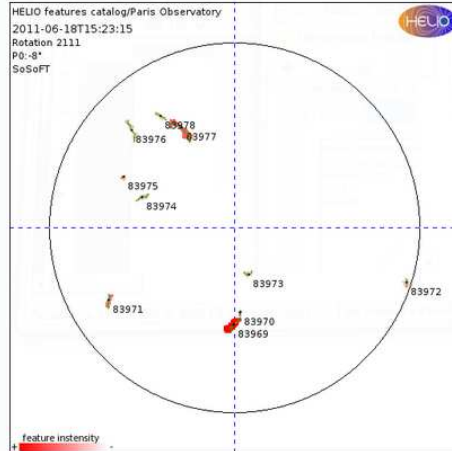 HELIO features catalog/Paris Observatory
HELIO
2011-06-18T15:23:15
Rotation 2111
P0:-8°
SoSoFT
83978
83976
83977
83975
83974
83973
83972
83971
83970
83969
feature instensity
+ -